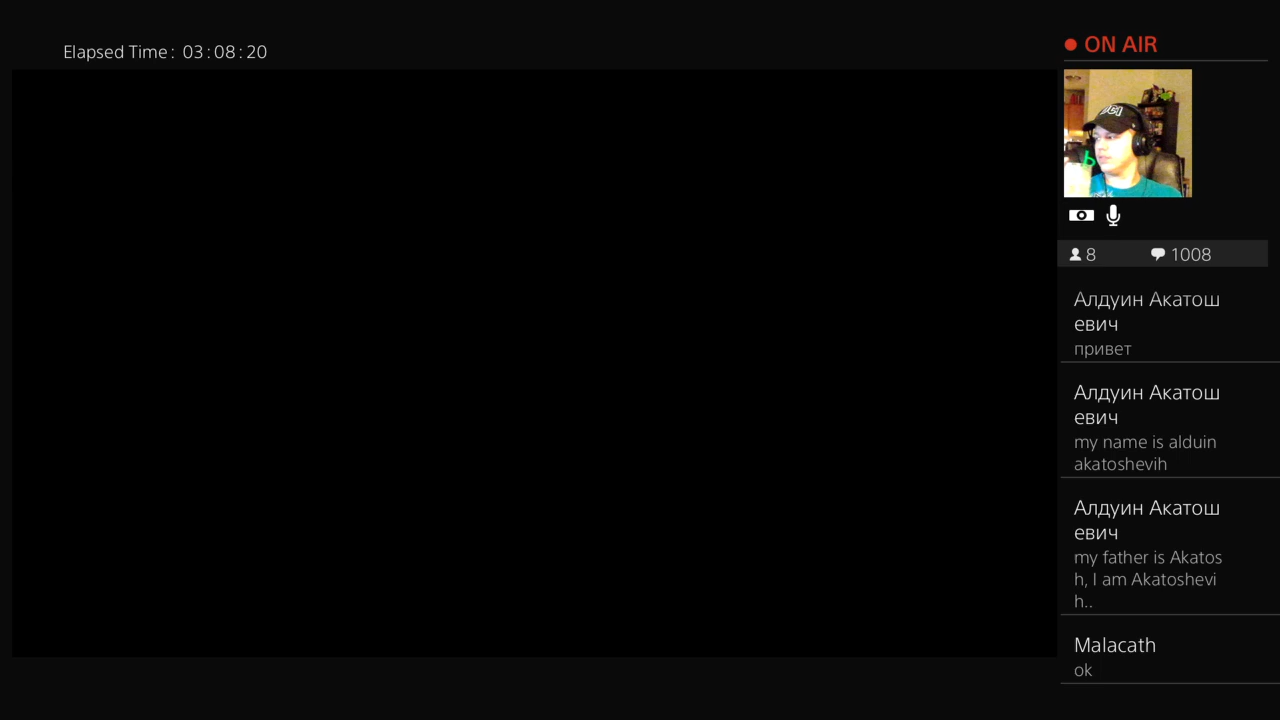 Elapsed Time: 03:08:20
ON AIR
8 1008
Алдуин Акатош
евич
привет
Алдуин Акатош
евич
my name is alduin
akatoshevih
Алдуин Акатош
евич
my father is Akatos
h, I am Akatoshevi
h..
Malacath
ok